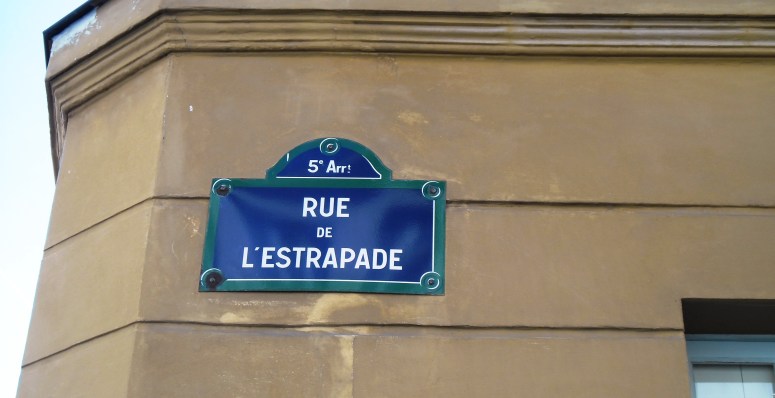 5e Arrt
RUE
DE
L'ESTRAPADE